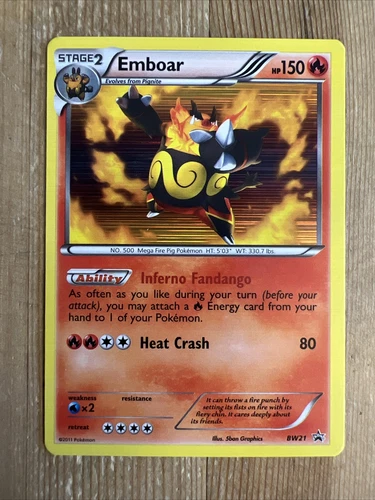 STAGE2 Emboar HP150
Evolves from Pignite
NO. 500 Mega Fire Pig Pokémon HT: 5'03" WT: 330.7 lbs.
Ability Inferno Fandango
As often as you like during your turn (before your
attack), you may attach a Energy card from your
hand to 1 of your Pokémon.
Heat Crash 80
weakness resistance
×2
retreat
It can throw a fire punch by
setting its fists on fire with its
fiery chin. It cares deeply about
its friends.
©2011 Pokémon Illus. 5ban Graphics BW21